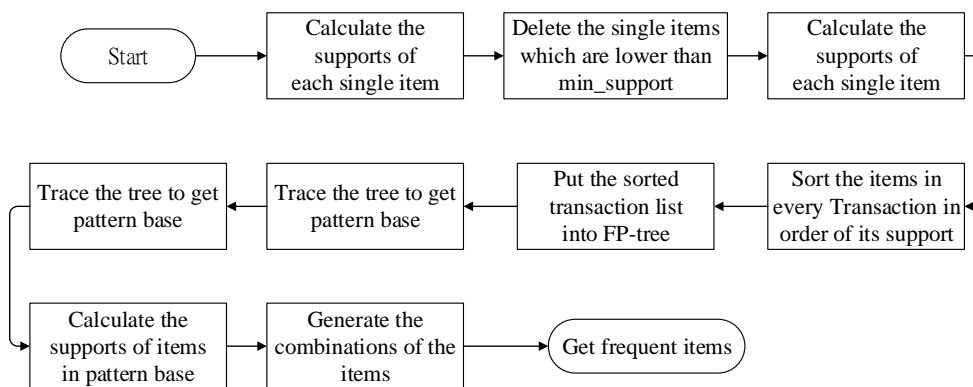 Start
Calculate the
supports of
each single item
Delete the single items
which are lower than
min_support
Calculate the
supports of
each single item
Sort the items in
every Transaction in
order of its support
Put the sorted
transaction list
into FP-tree
Trace the tree to get
pattern base
Trace the tree to get
pattern base
Calculate the
supports of items
in pattern base
Generate the
combinations of the
items
Get frequent items